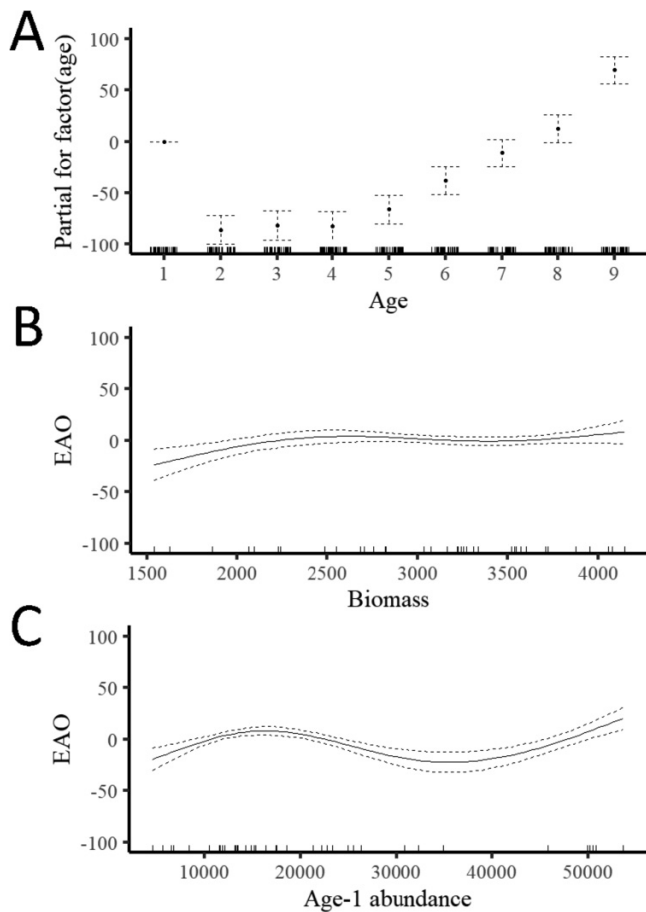 A
Partial for factor(age)
100
50
0
-50
-100
1 2 3 4 5 6 7 8 9
Age
B
EAO
100
50
0
-50
-100
1500 2000 2500 3000 3500 4000
Biomass
C
EAO
100
50
0
-50
-100
10000 20000 30000 40000 50000
Age-1 abundance